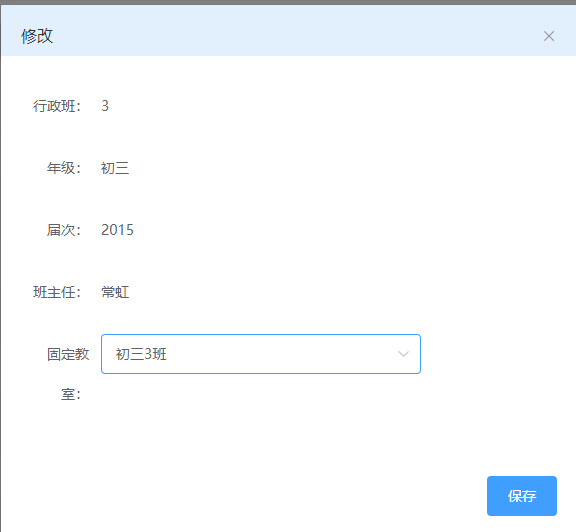 修改
行政班： 3
年级： 初三
届次： 2015
班主任： 常虹
固定教 初三3班
室：
保存